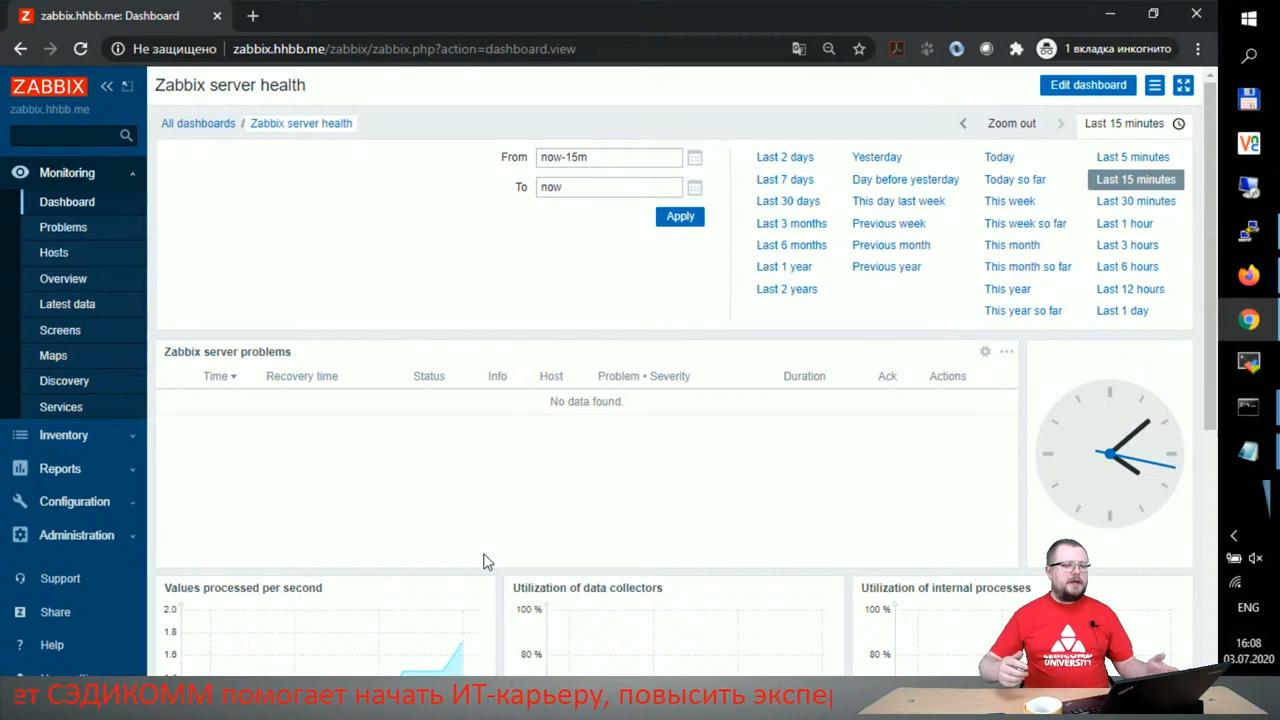 zabbix.hhbb.me: Dashboard
Не защищено
zabbix.hhbb.me/zabbix/zabbix.php?action=dashboard.view
1 вкладка инкогнито
ZABBIX
zabbix.hhbb.me
Monitoring
Dashboard
Problems
Hosts
Overview
Latest data
Screens
Maps
Discovery
Services
Inventory
Reports
Configuration
Administration
Support
Share
Help
Zabbix server health
Edit dashboard
All dashboards / Zabbix server health
Zoom out
Last 15 minutes
From now-15m
To now
Apply
Last 2 days Yesterday Today Last 5 minutes
Last 7 days Day before yesterday Today so far Last 15 minutes
Last 30 days This day last week This week Last 30 minutes
Last 3 months Previous week This week so far Last 1 hour
Last 6 months Previous month This month Last 3 hours
Last 1 year Previous year This month so far Last 6 hours
Last 2 years This year Last 12 hours
This year so far Last 1 day
Zabbix server problems
Time Recovery time Status Info Host Problem • Severity Duration Ack Actions
No data found.
Values processed per second
2.0
1.8
1.6
Utilization of data collectors
100 %
80 %
Utilization of internal processes
100 %
80 %
UNIVERSITY
ENG
16:08
03.07.2020
ет СЭДИКОММ помогает начать ИТ-карьеру, повысить экспе